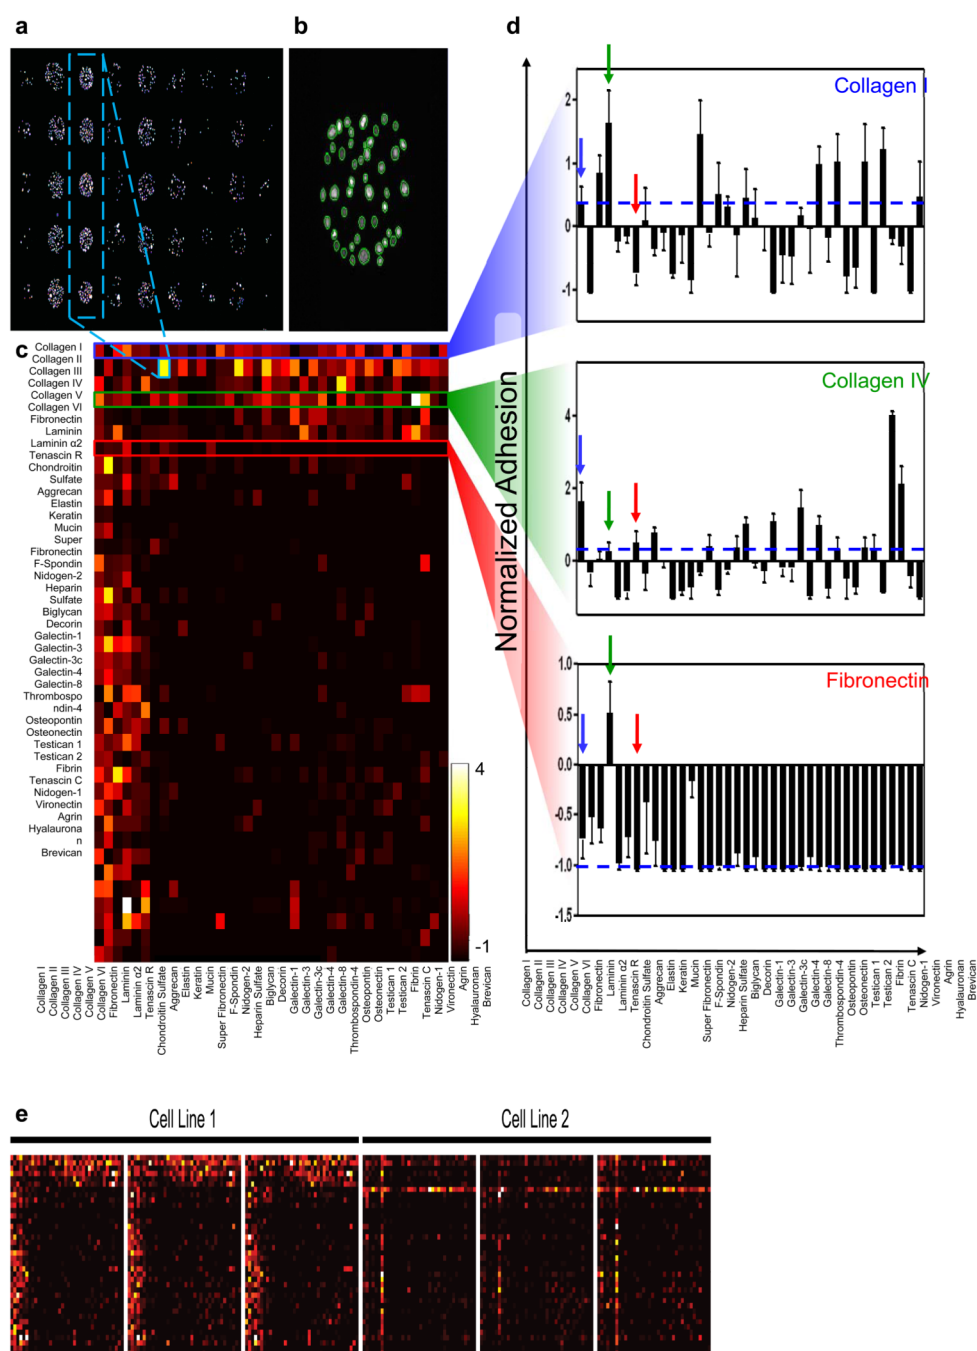 a
b
d
Collagen I
2
1
0
-1
c
Collagen I
Collagen II
Collagen III
Collagen IV
Collagen V
Collagen VI
Fibronectin
Laminin
Laminin α2
Tenascin R
Chondroitin
Sulfate
Aggrecan
Elastin
Keratin
Mucin
Super
Fibronectin
F-Spondin
Nidogen-2
Heparin
Sulfate
Biglycan
Decorin
Galectin-1
Galectin-3
Galectin-3c
Galectin-4
Galectin-8
Thrombospo
ndin-4
Osteopontin
Osteonectin
Testican 1
Testican 2
Fibrin
Tenascin C
Nidogen-1
Vironectin
Agrin
Hyalaurona
n
Brevican
4
-1
Normalized Adhesion
Collagen IV
4
2
0
Fibronectin
1.0
0.5
0.0
-0.5
-1.0
-1.5
Collagen I
Collagen II
Collagen III
Collagen IV
Collagen V
Collagen VI
Fibronectin
Laminin
Laminin α2
Tenascin R
Chondroitin Sulfate
Aggrecan
Elastin
Keratin
Mucin
Super Fibronectin
F-Spondin
Nidogen-2
Heparin Sulfate
Biglycan
Decorin
Galectin-1
Galectin-3
Galectin-3c
Galectin-4
Galectin-8
Thrombospondin-4
Osteopontin
Osteonectin
Testican 1
Testican 2
Fibrin
Tenascin C
Nidogen-1
Vironectin
Agrin
Hyalauronan
Brevican
Collagen I
Collagen II
Collagen III
Collagen IV
Collagen V
Collagen VI
Fibronectin
Laminin
Laminin α2
Tenascin R
Chondroitin Sulfate
Aggrecan
Elastin
Keratin
Mucin
Super Fibronectin
F-Spondin
Nidogen-2
Heparin Sulfate
Biglycan
Decorin
Galectin-1
Galectin-3
Galectin-3c
Galectin-4
Galectin-8
Thrombospondin-4
Osteopontin
Osteonectin
Testican 1
Testican 2
Fibrin
Tenascin C
Nidogen-1
Vironectin
Agrin
Hyalauronan
Brevican
e
Cell Line 1
Cell Line 2